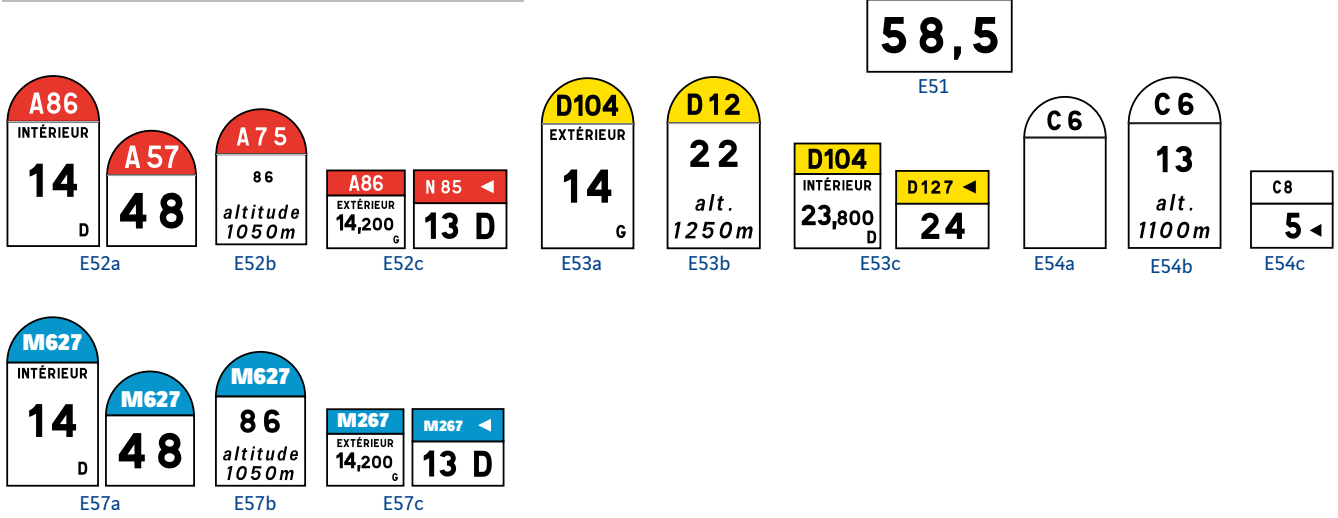 58,5
E51
A86
INTÉRIEUR
14
D
A57
48
E52a
A75
86
altitude
1050m
E52b
A86
EXTÉRIEUR
14,200
G
N 85 ◄
13 D
E52c
D104
EXTÉRIEUR
14
G
E53a
D12
22
alt.
1250m
E53b
D104
INTÉRIEUR
23,800
D
D127 ◄
24
E53c
C6
E54a
C6
13
alt.
1100m
E54b
C8
5 ◄
E54c
M627
INTÉRIEUR
14
D
M627
48
E57a
M627
86
altitude
1050m
E57b
M267
EXTÉRIEUR
14,200
G
M267 ◄
13 D
E57c